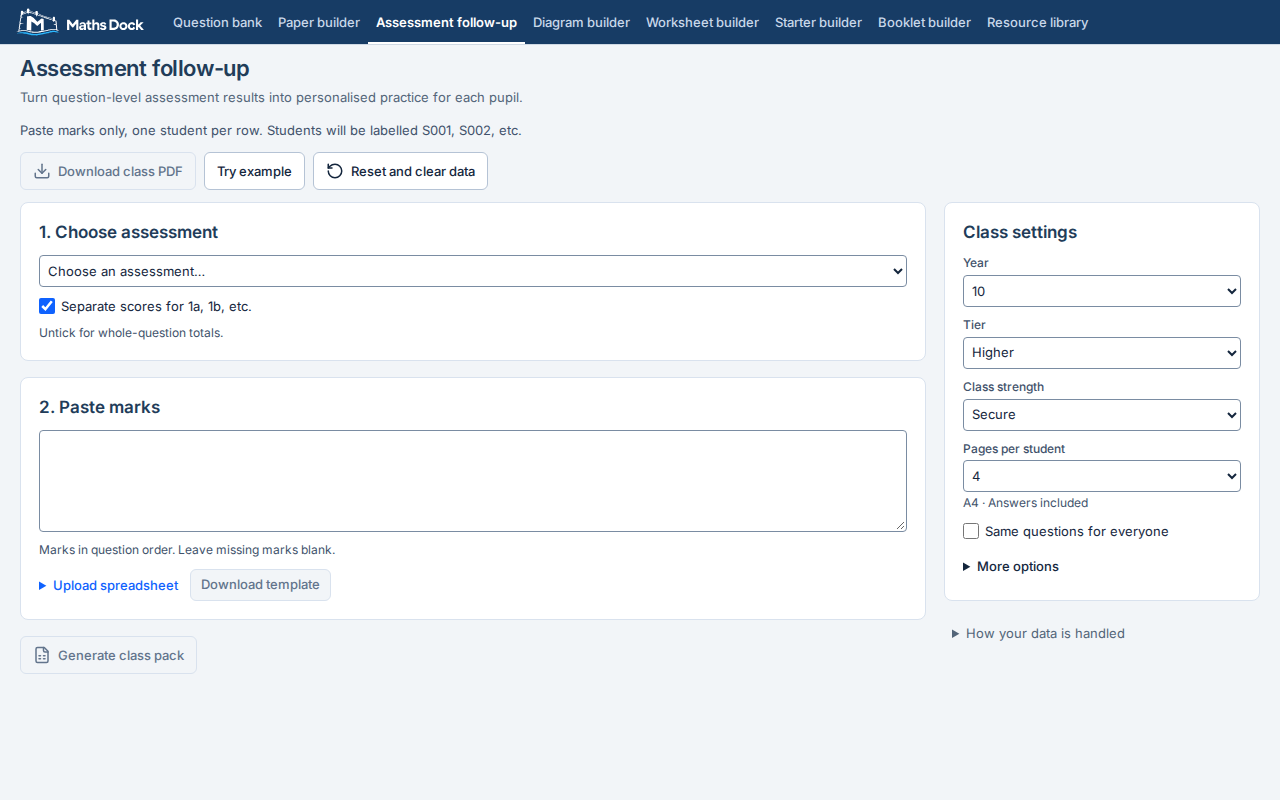 Maths Dock Question bank Paper builder Assessment follow-up Diagram builder Worksheet builder Starter builder Booklet builder Resource library
Assessment follow-up
Turn question-level assessment results into personalised practice for each pupil.
Paste marks only, one student per row. Students will be labelled S001, S002, etc.
Download class PDF Try example Reset and clear data
1. Choose assessment
Choose an assessment...
Separate scores for 1a, 1b, etc.
Untick for whole-question totals.
2. Paste marks
Marks in question order. Leave missing marks blank.
Upload spreadsheet Download template
Generate class pack
Class settings
Year
10
Tier
Higher
Class strength
Secure
Pages per student
4
A4 · Answers included
Same questions for everyone
More options
How your data is handled